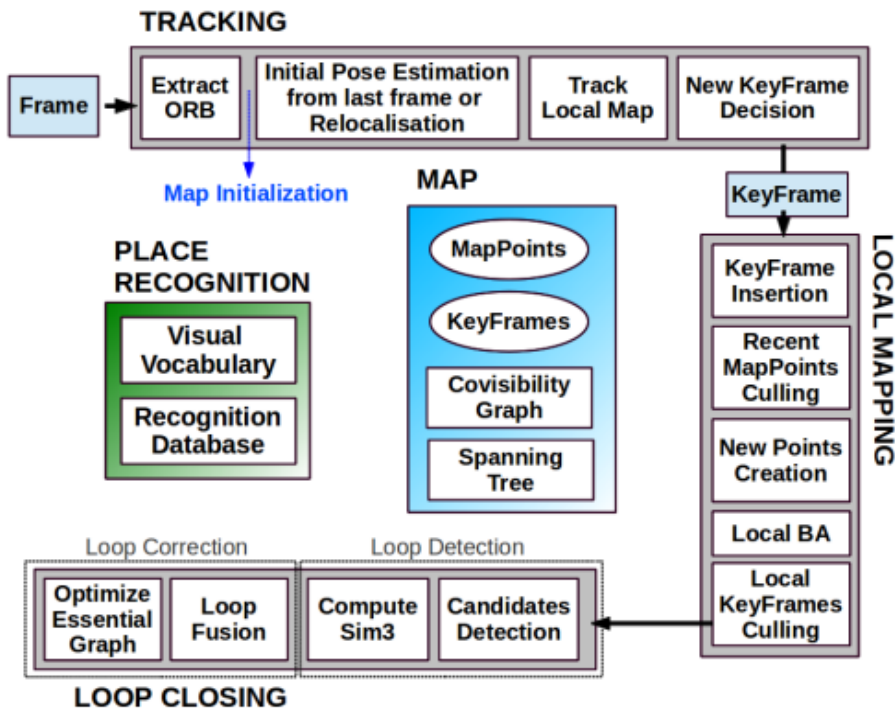 TRACKING
Frame
Extract
ORB
Initial Pose Estimation
from last frame or
Relocalisation
Track
Local Map
New KeyFrame
Decision
Map Initialization
MAP
KeyFrame
MapPoints
KeyFrames
Covisibility
Graph
Spanning
Tree
PLACE
RECOGNITION
Visual
Vocabulary
Recognition
Database
LOCAL MAPPING
KeyFrame
Insertion
Recent
MapPoints
Culling
New Points
Creation
Local BA
Local
KeyFrames
Culling
Loop Correction
Loop Detection
Optimize
Essential
Graph
Loop
Fusion
Compute
Sim3
Candidates
Detection
LOOP CLOSING